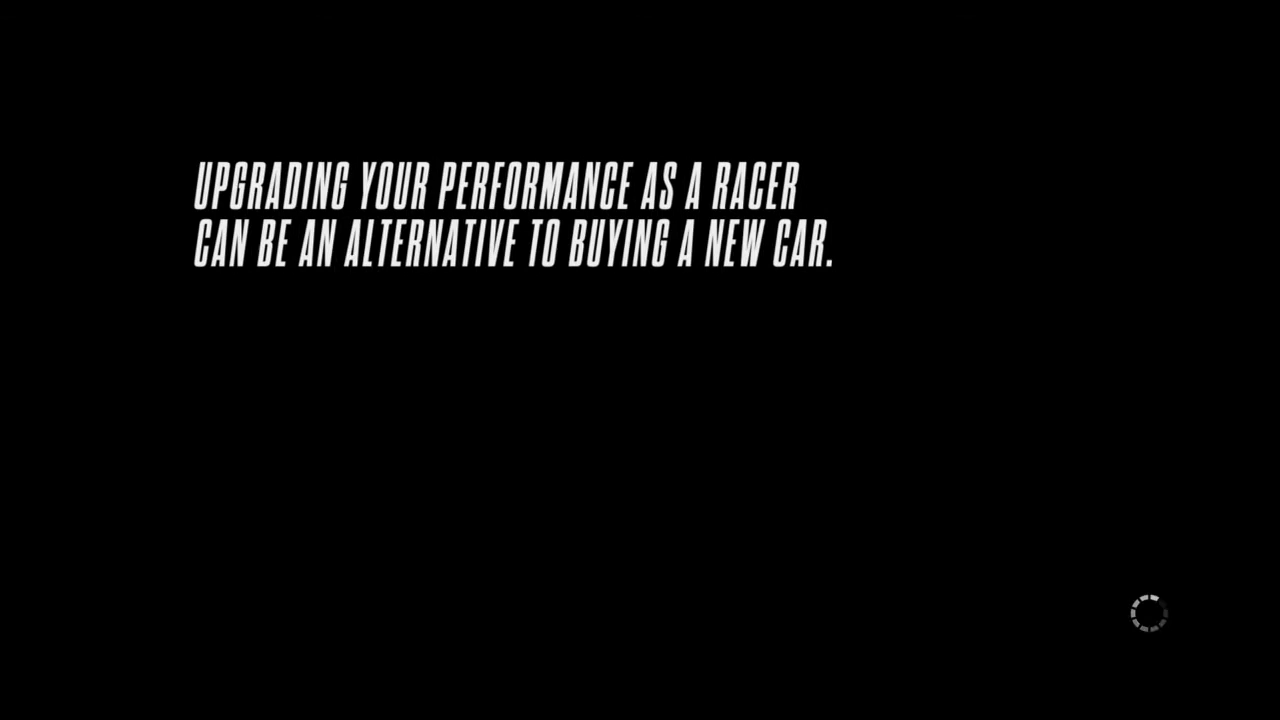 UPGRADING YOUR PERFORMANCE AS A RACER
CAN BE AN ALTERNATIVE TO BUYING A NEW CAR.